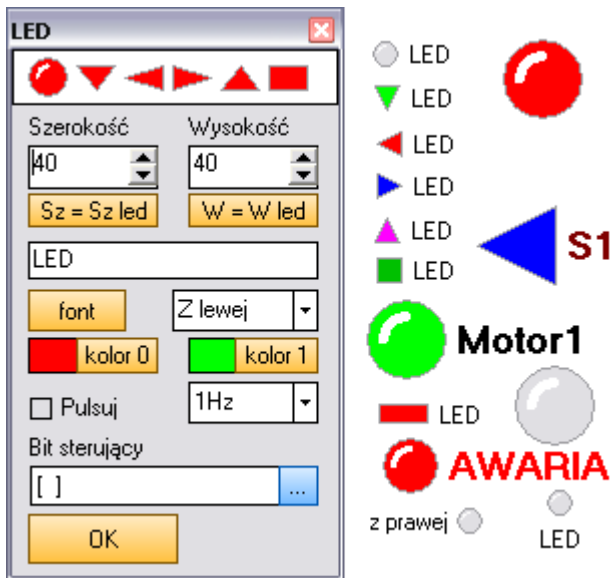 LED
Szerokość Wysokość
40 40
Sz = Sz led W = W led
LED
font Z lewej
kolor 0 kolor 1
Pulsuj 1Hz
Bit sterujący
[ ] ...
OK
LED
LED
LED
LED
LED
LED
S1
Motor1
LED
AWARIA
z prawej
LED